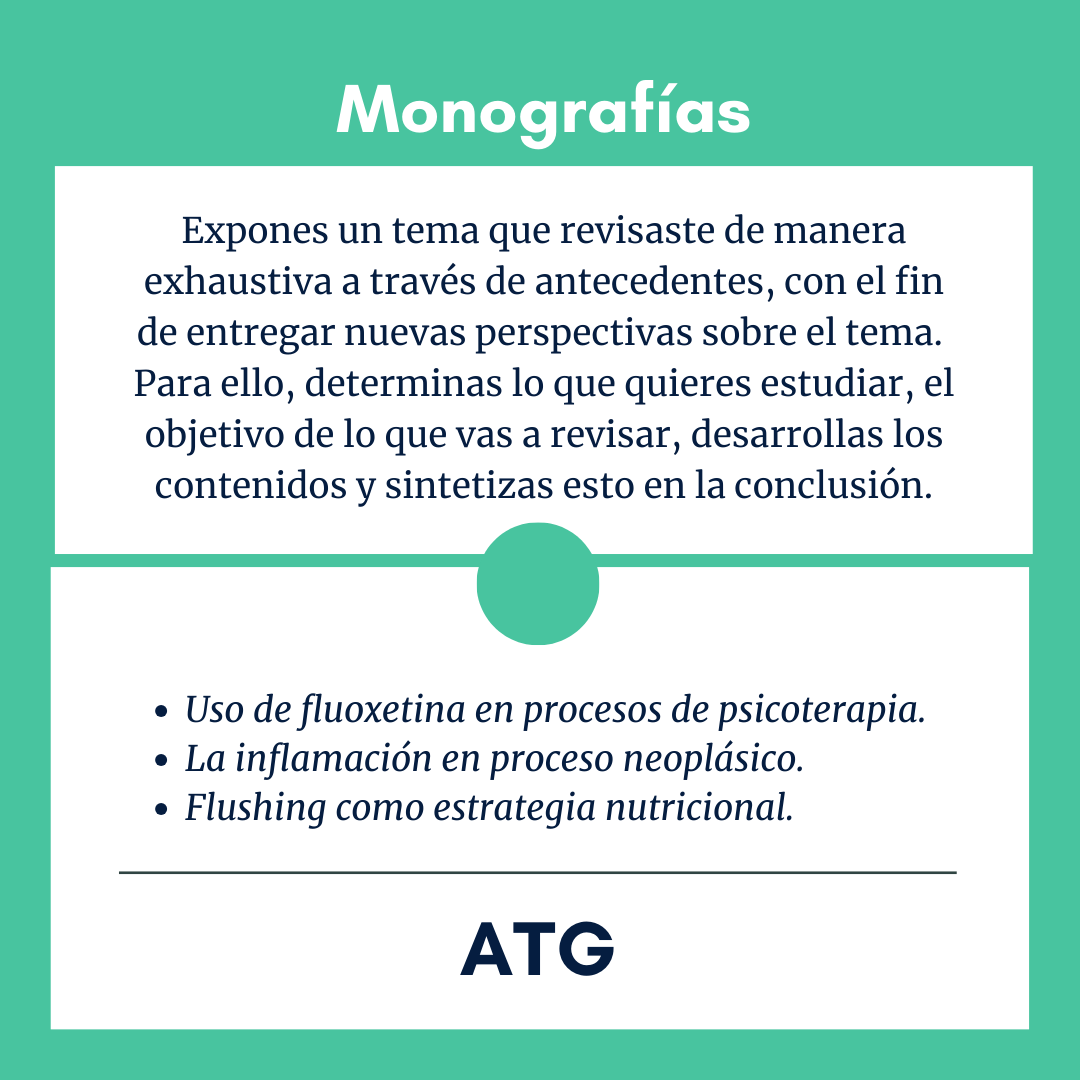 Monografías
Expones un tema que revisaste de manera
exhaustiva a través de antecedentes, con el fin
de entregar nuevas perspectivas sobre el tema.
Para ello, determinas lo que quieres estudiar, el
objetivo de lo que vas a revisar, desarrollas los
contenidos y sintetizas esto en la conclusión.
• Uso de fluoxetina en procesos de psicoterapia.
• La inflamación en proceso neoplásico.
• Flushing como estrategia nutricional.
ATG